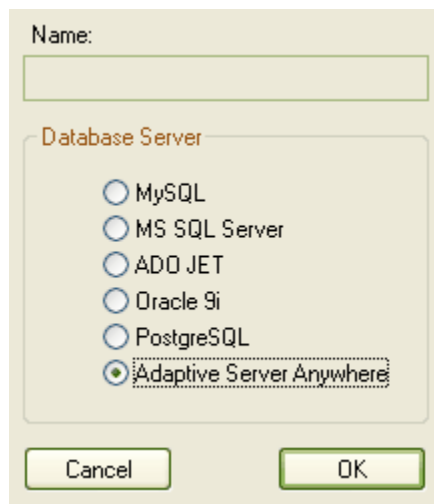 Name:
Database Server
MySQL
MS SQL Server
ADO JET
Oracle 9i
PostgreSQL
Adaptive Server Anywhere
Cancel
OK